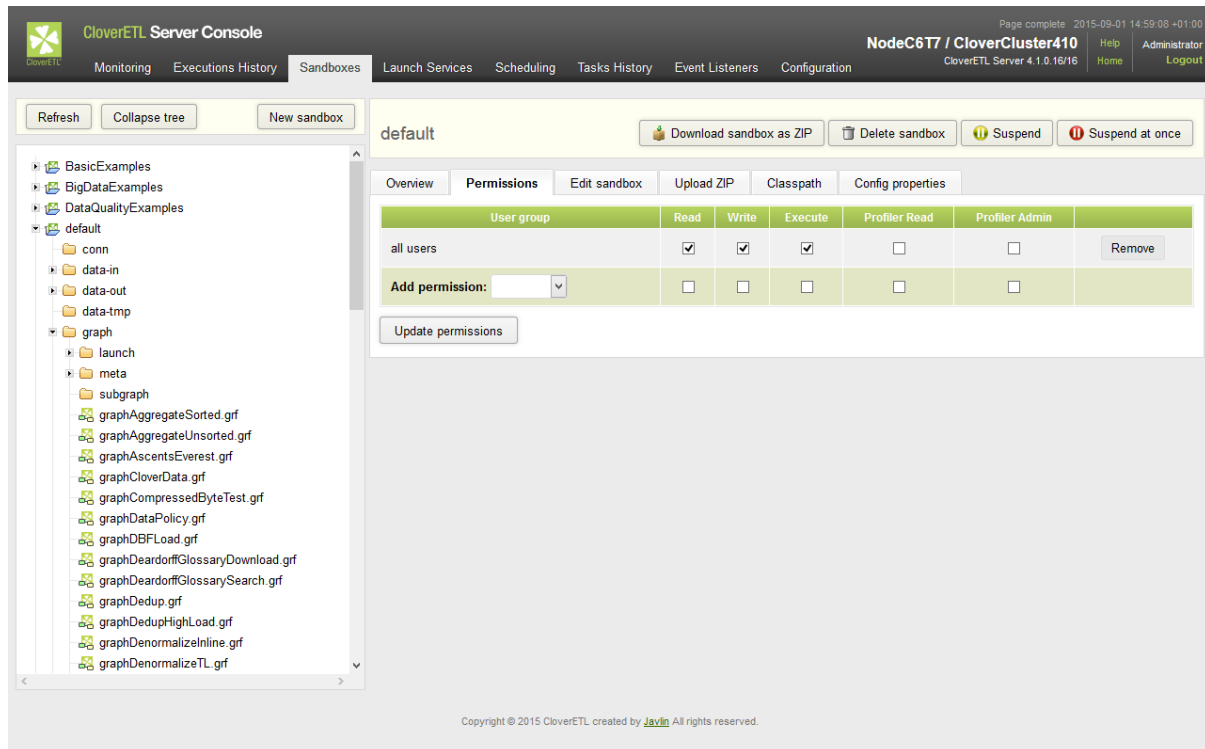 CloverETL
CloverETL Server Console
Page complete 2015-09-01 14:59:08 +01:00
NodeC6T7 / CloverCluster410
CloverETL Server 4.1.0.16/16
Help
Home
Administrator
Logout
Monitoring Executions History Sandboxes Launch Services Scheduling Tasks History Event Listeners Configuration
Refresh Collapse tree New sandbox
BasicExamples
BigDataExamples
DataQualityExamples
default
conn
data-in
data-out
data-tmp
graph
launch
meta
subgraph
graphAggregateSorted.grf
graphAggregateUnsorted.grf
graphAscentsEverest.grf
graphCloverData.grf
graphCompressedByteTest.grf
graphDataPolicy.grf
graphDBFLoad.grf
graphDeardorffGlossaryDownload.grf
graphDeardorffGlossarySearch.grf
graphDedup.grf
graphDedupHighLoad.grf
graphDenormalizeInline.grf
graphDenormalizeTL.grf
default Download sandbox as ZIP Delete sandbox Suspend Suspend at once
Overview Permissions Edit sandbox Upload ZIP Classpath Config properties
User group Read Write Execute Profiler Read Profiler Admin
all users Remove
Add permission:
Update permissions
Copyright © 2015 CloverETL created by Javlin All rights reserved.